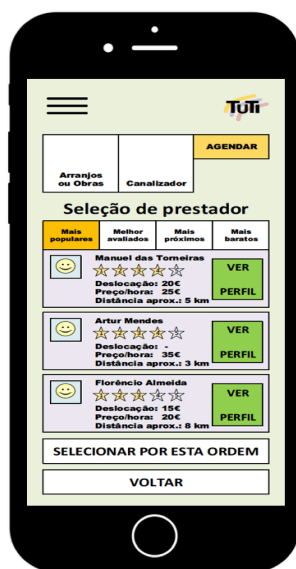 TUTi
AGENDAR
Arranjos
ou Obras
Canalizador
Seleção de prestador
Mais
populares
Melhor
avaliados
Mais
próximos
Mais
baratos
Manuel das Torneiras
Deslocação: 20€
Preço/hora: 25€
Distância aprox.: 5 km
VER
PERFIL
Artur Mendes
Deslocação: -
Preço/hora: 35€
Distância aprox.: 3 km
VER
PERFIL
Florêncio Almeida
Deslocação: 15€
Preço/hora: 20€
Distância aprox.: 8 km
VER
PERFIL
SELECIONAR POR ESTA ORDEM
VOLTAR